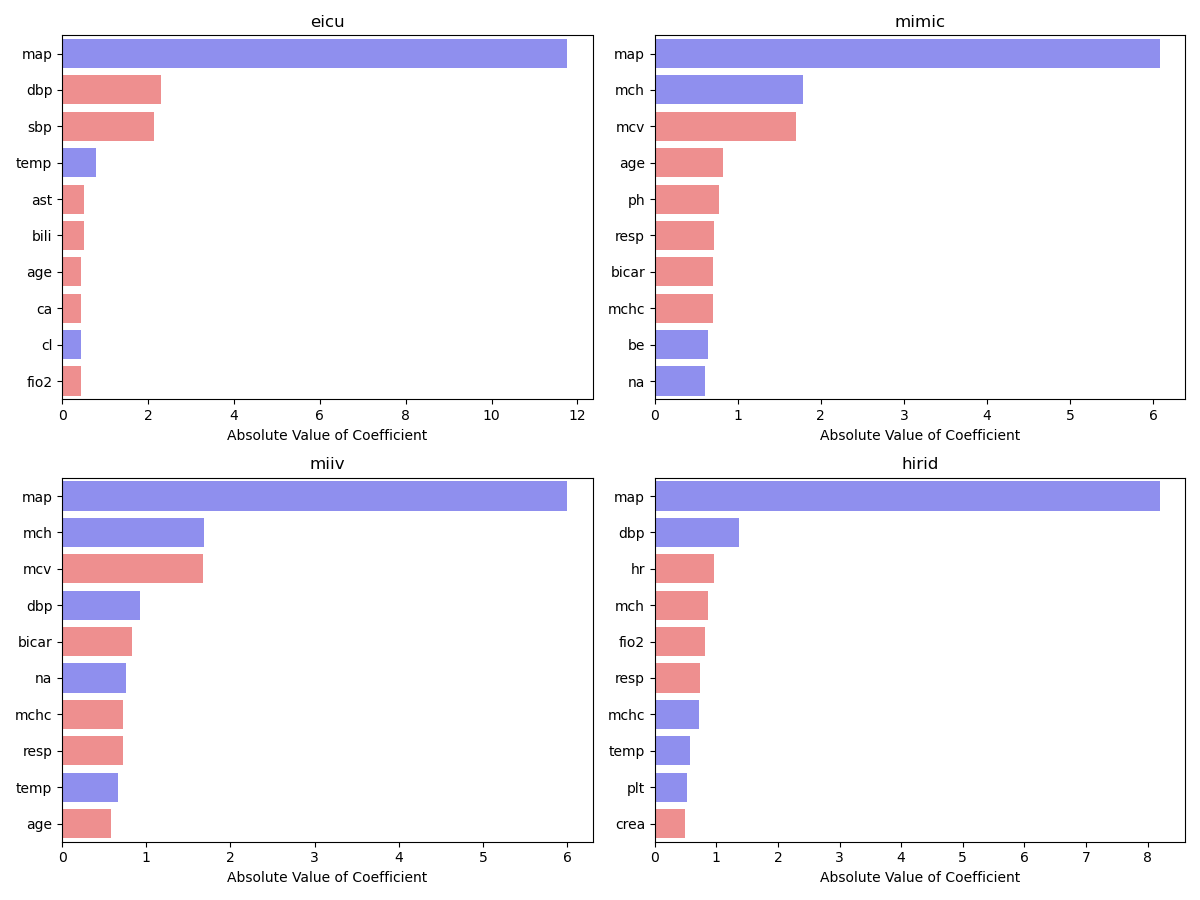 eicu
map
dbp
sbp
temp
ast
bili
age
ca
cl
fio2
0 2 4 6 8 10 12
Absolute Value of Coefficient
mimic
map
mch
mcv
age
ph
resp
bicar
mchc
be
na
0 1 2 3 4 5 6
Absolute Value of Coefficient
miiv
map
mch
mcv
dbp
bicar
na
mchc
resp
temp
age
0 1 2 3 4 5 6
Absolute Value of Coefficient
hirid
map
dbp
hr
mch
fio2
resp
mchc
temp
plt
crea
0 1 2 3 4 5 6 7 8
Absolute Value of Coefficient